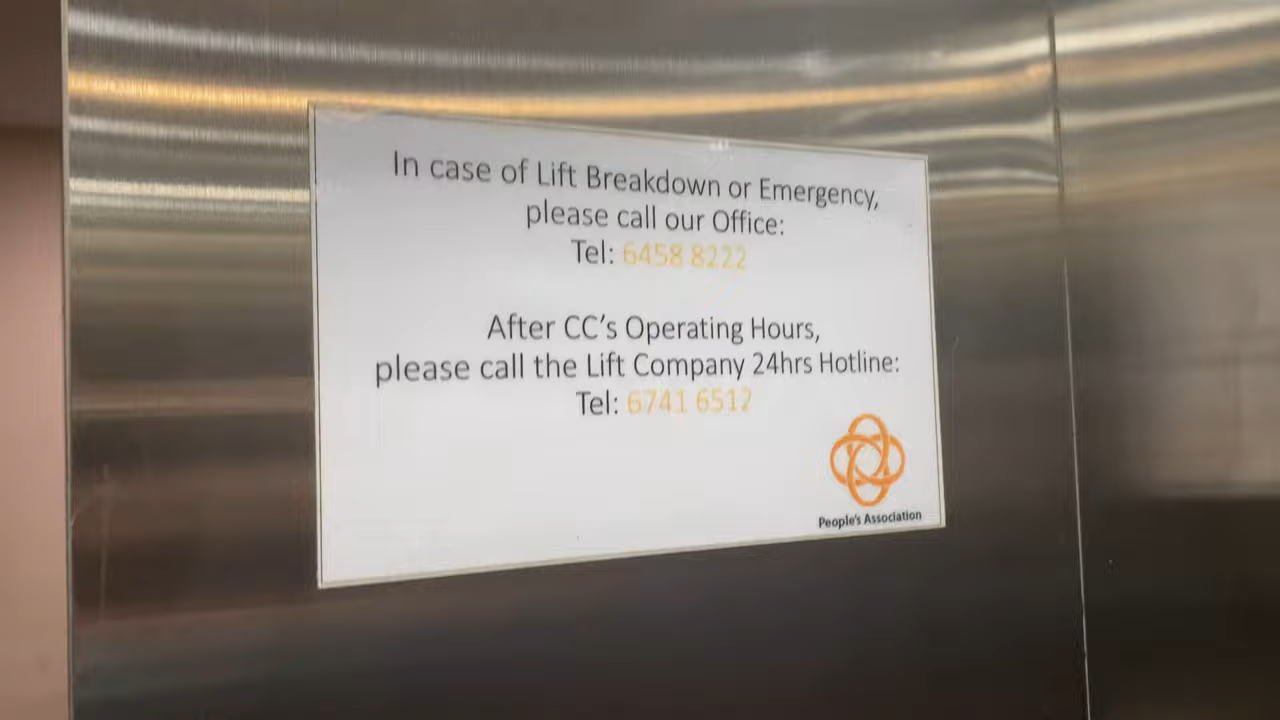 In case of Lift Breakdown or Emergency,
please call our Office:
Tel: 6458 8222
After CC's Operating Hours,
please call the Lift Company 24hrs Hotline:
Tel: 6741 6512
People's Association